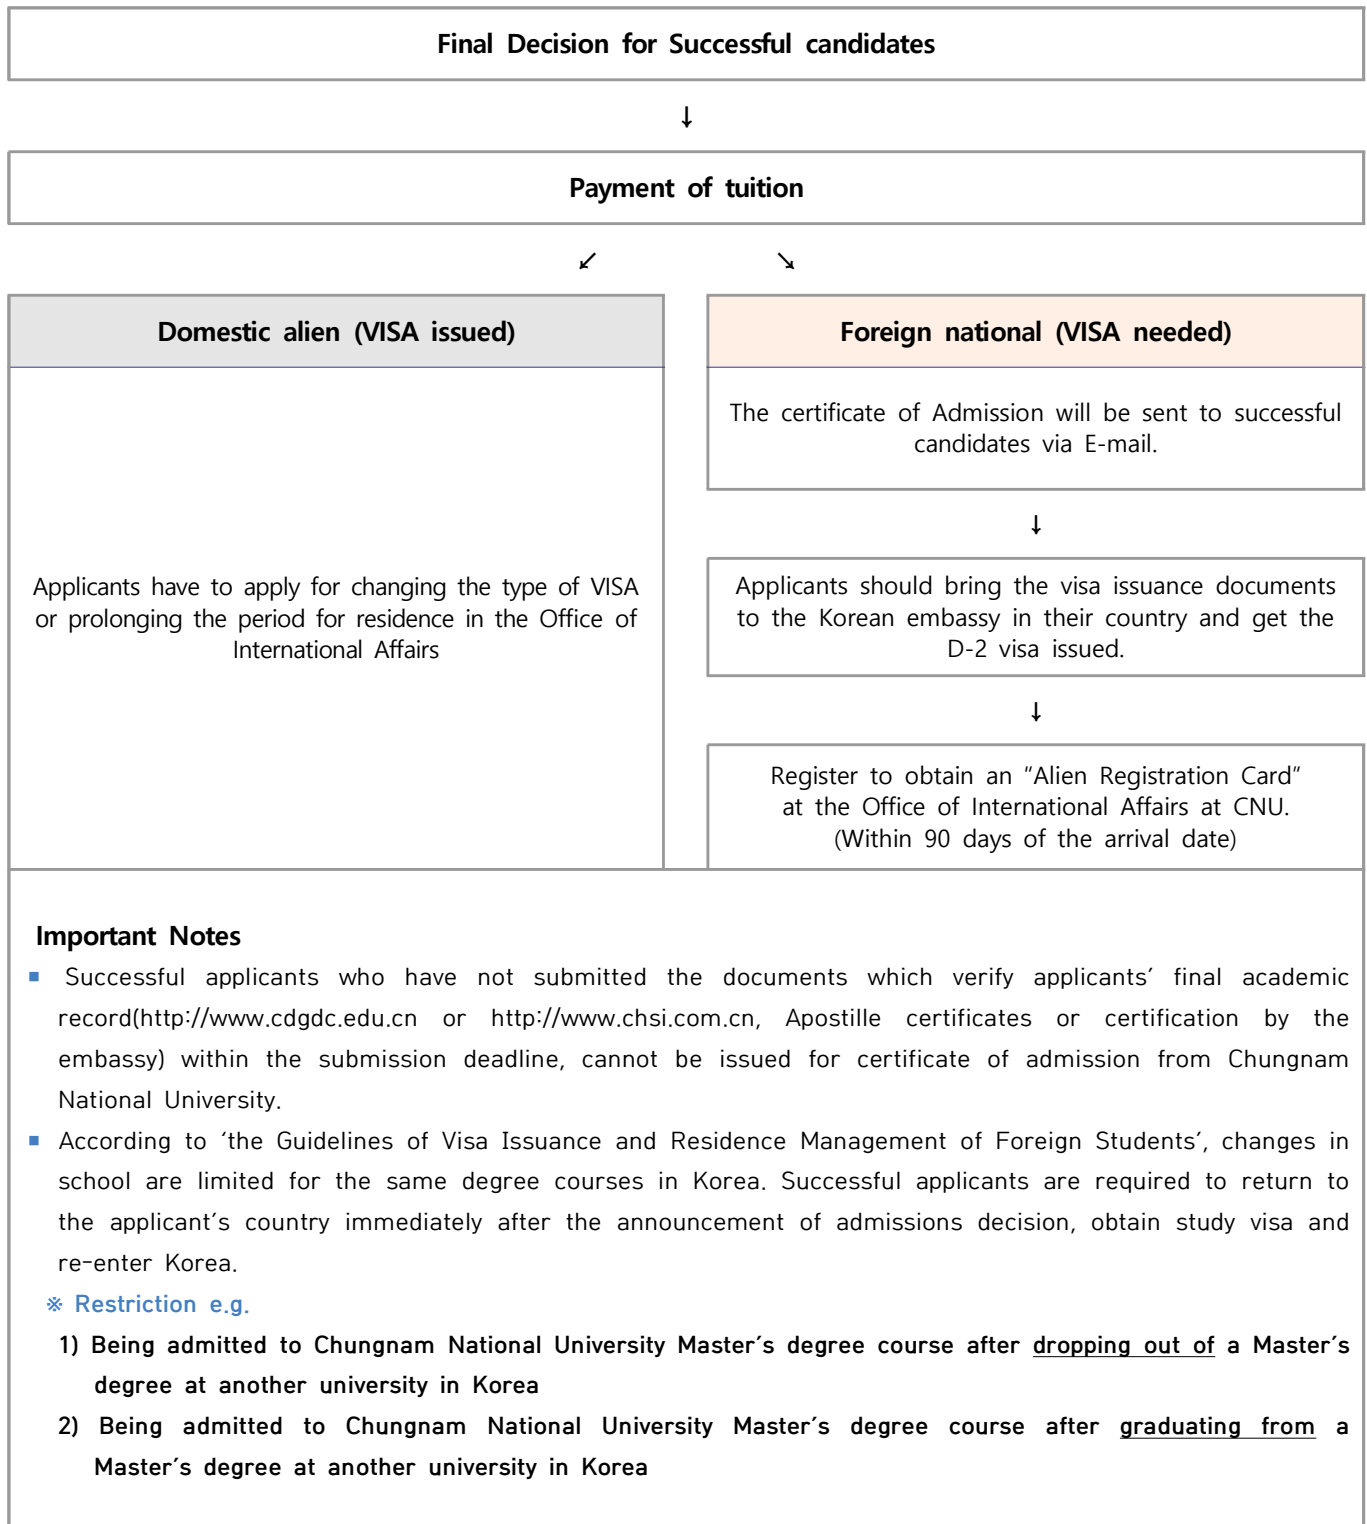 Final Decision for Successful candidates
↓
Payment of tuition
↙ ↘
Domestic alien (VISA issued)
Applicants have to apply for changing the type of VISA
or prolonging the period for residence in the Office of
International Affairs
Foreign national (VISA needed)
The certificate of Admission will be sent to successful
candidates via E-mail.
↓
Applicants should bring the visa issuance documents
to the Korean embassy in their country and get the
D-2 visa issued.
↓
Register to obtain an "Alien Registration Card"
at the Office of International Affairs at CNU.
(Within 90 days of the arrival date)
Important Notes
▪ Successful applicants who have not submitted the documents which verify applicants' final academic
record(http://www.cdgdc.edu.cn or http://www.chsi.com.cn, Apostille certificates or certification by the
embassy) within the submission deadline, cannot be issued for certificate of admission from Chungnam
National University.
▪ According to 'the Guidelines of Visa Issuance and Residence Management of Foreign Students', changes in
school are limited for the same degree courses in Korea. Successful applicants are required to return to
the applicant's country immediately after the announcement of admissions decision, obtain study visa and
re-enter Korea.
※ Restriction e.g.
1) Being admitted to Chungnam National University Master's degree course after dropping out of a Master's
degree at another university in Korea
2) Being admitted to Chungnam National University Master's degree course after graduating from a
Master's degree at another university in Korea